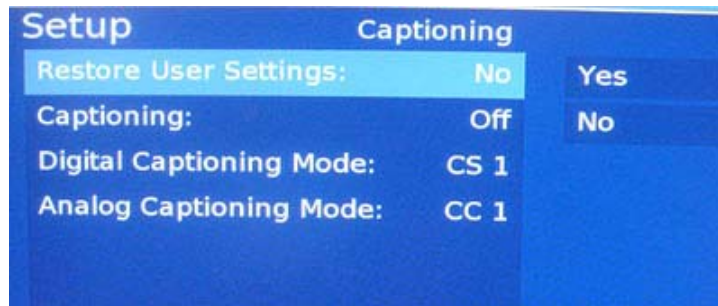 Setup Captioning
Restore User Settings: No Yes
Captioning: Off No
Digital Captioning Mode: CS 1
Analog Captioning Mode: CC 1